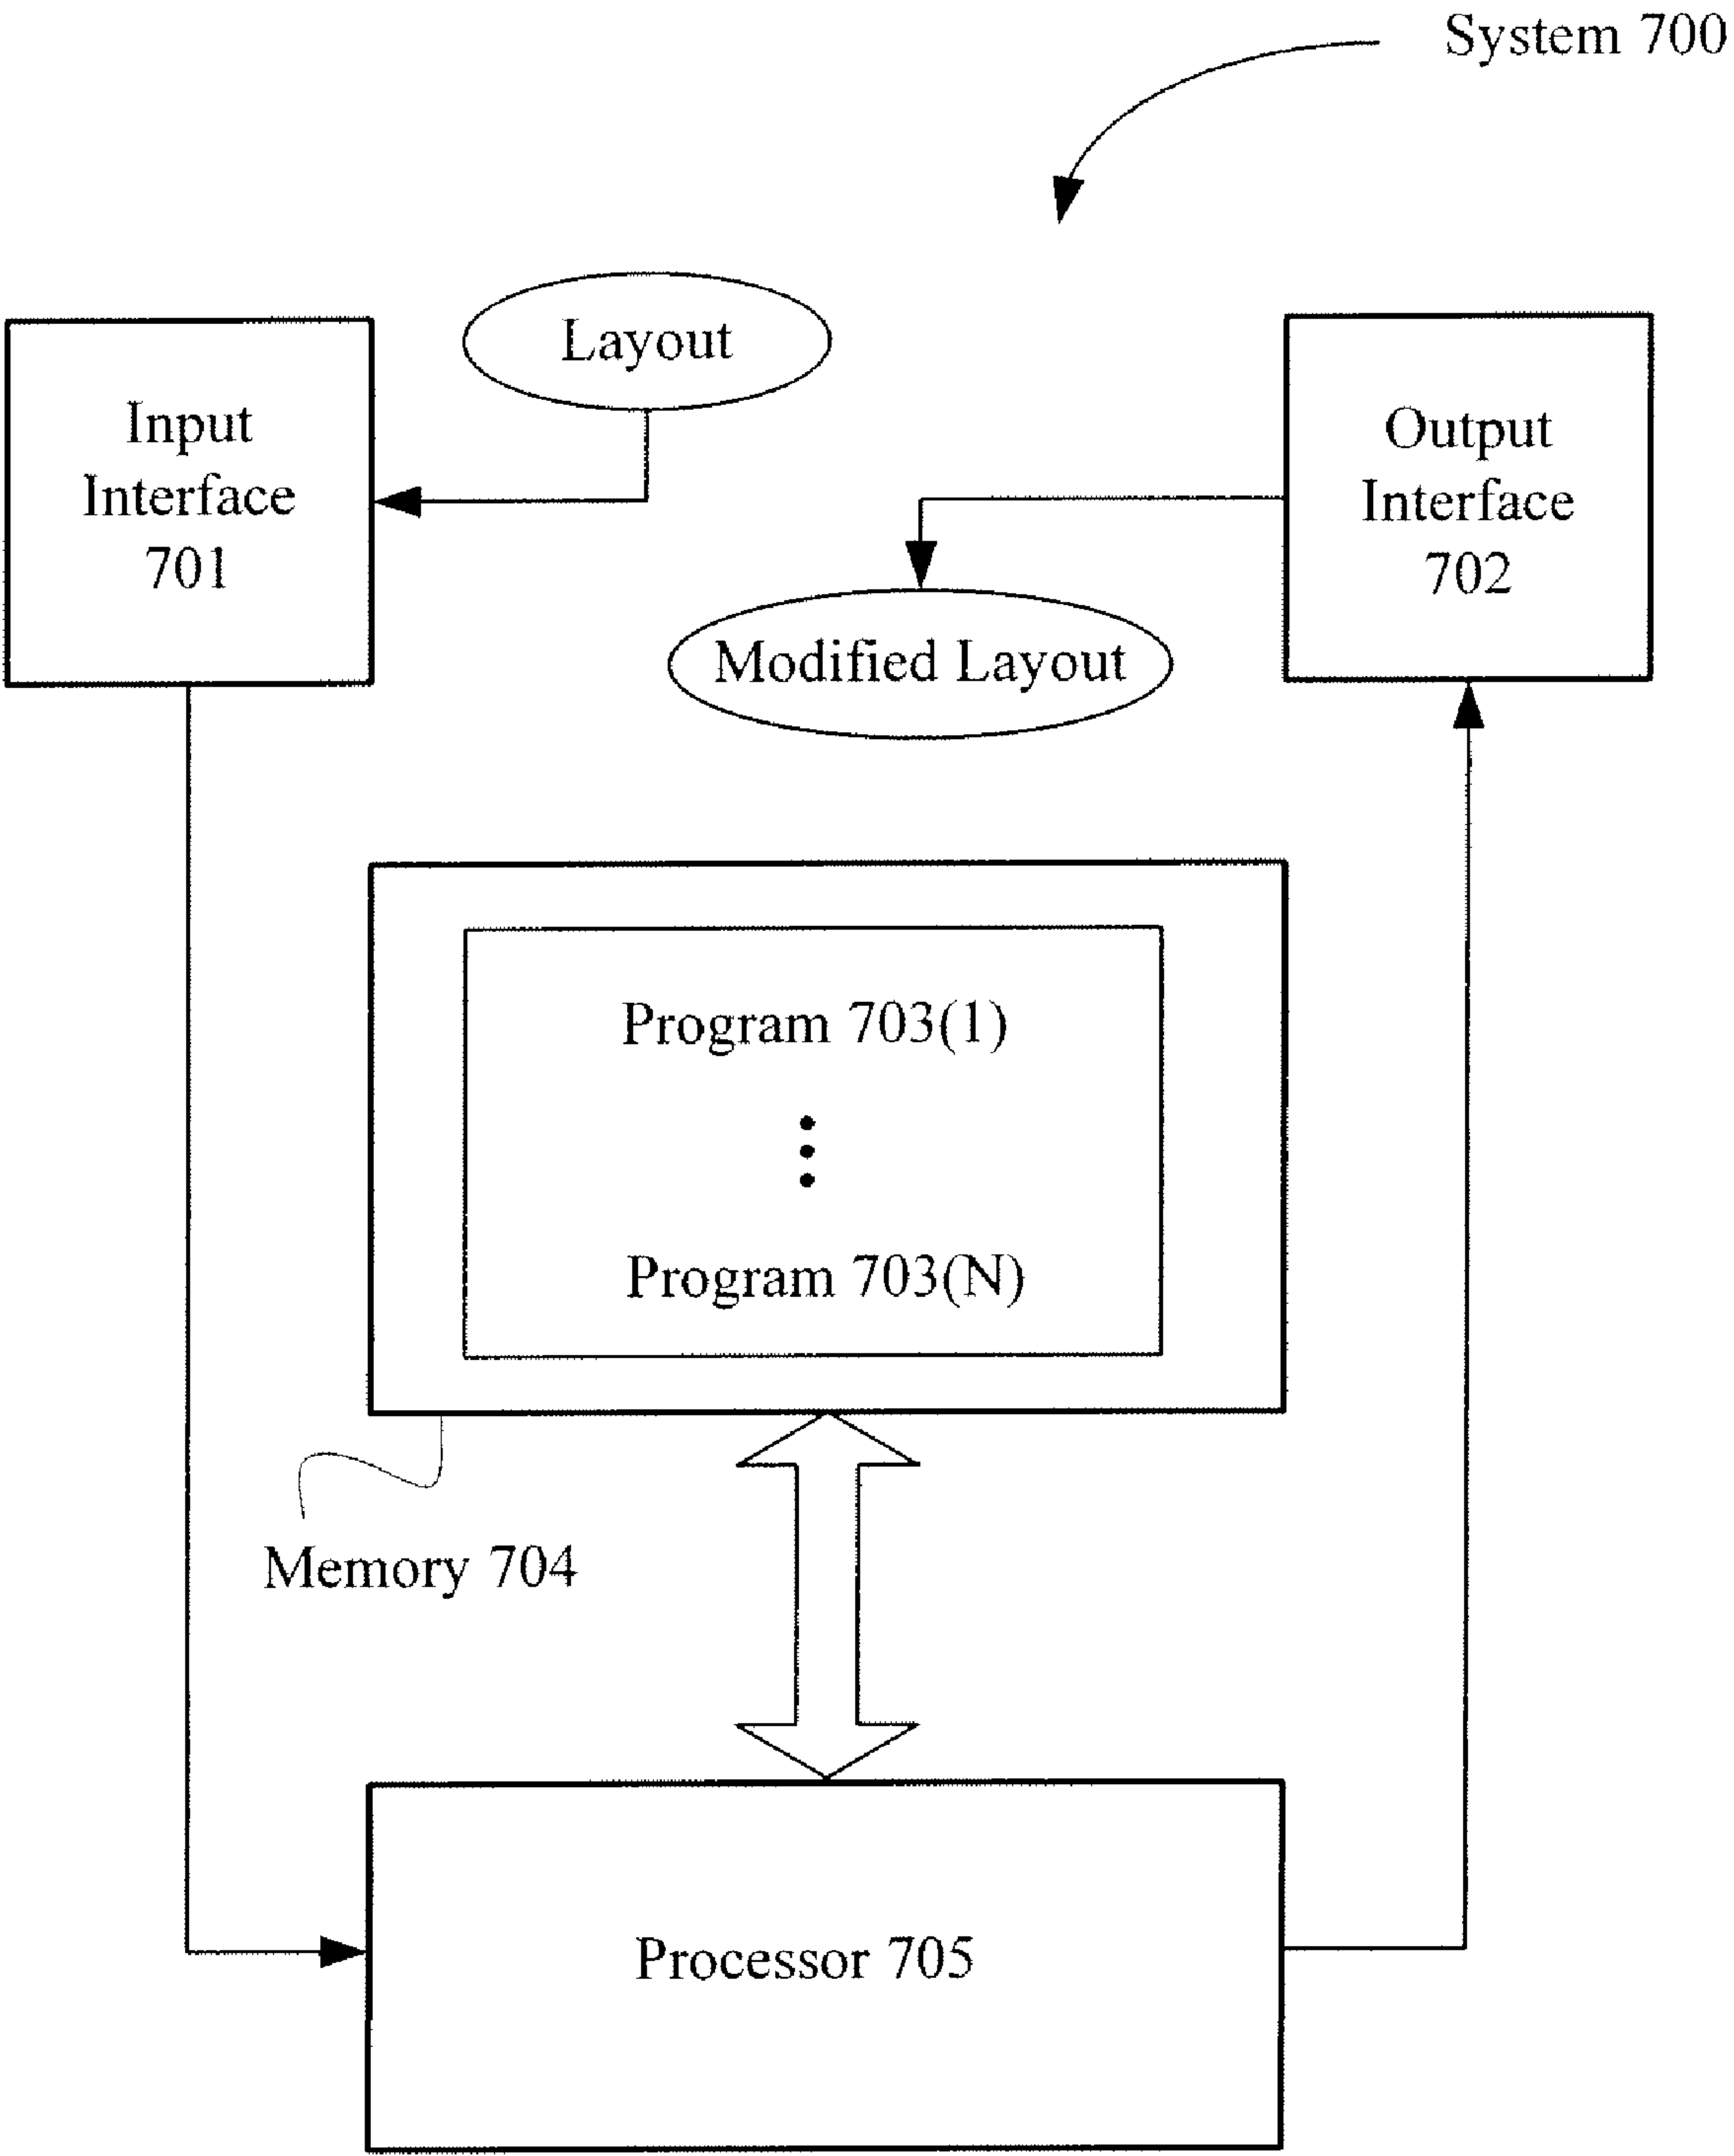 System 700
Layout
Input
Interface
701
Output
Interface
702
Modified Layout
Program 703(1)
Program 703(N)
Memory 704
Processor 705